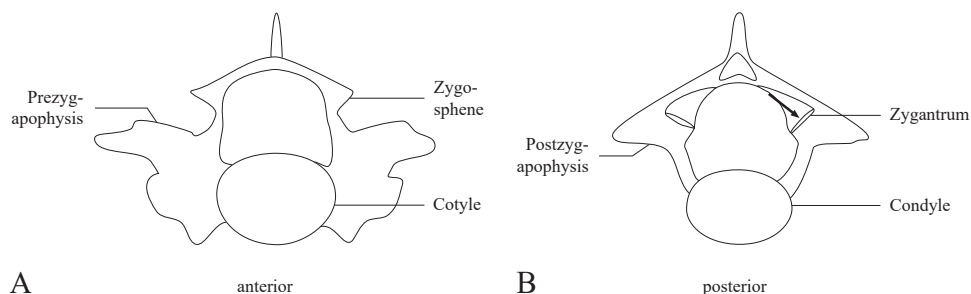 Prezyg-
apophysis
Zygo-
sphene
Cotyle
A
anterior
Zygantrum
Postzyg-
apophysis
Condyle
B
posterior